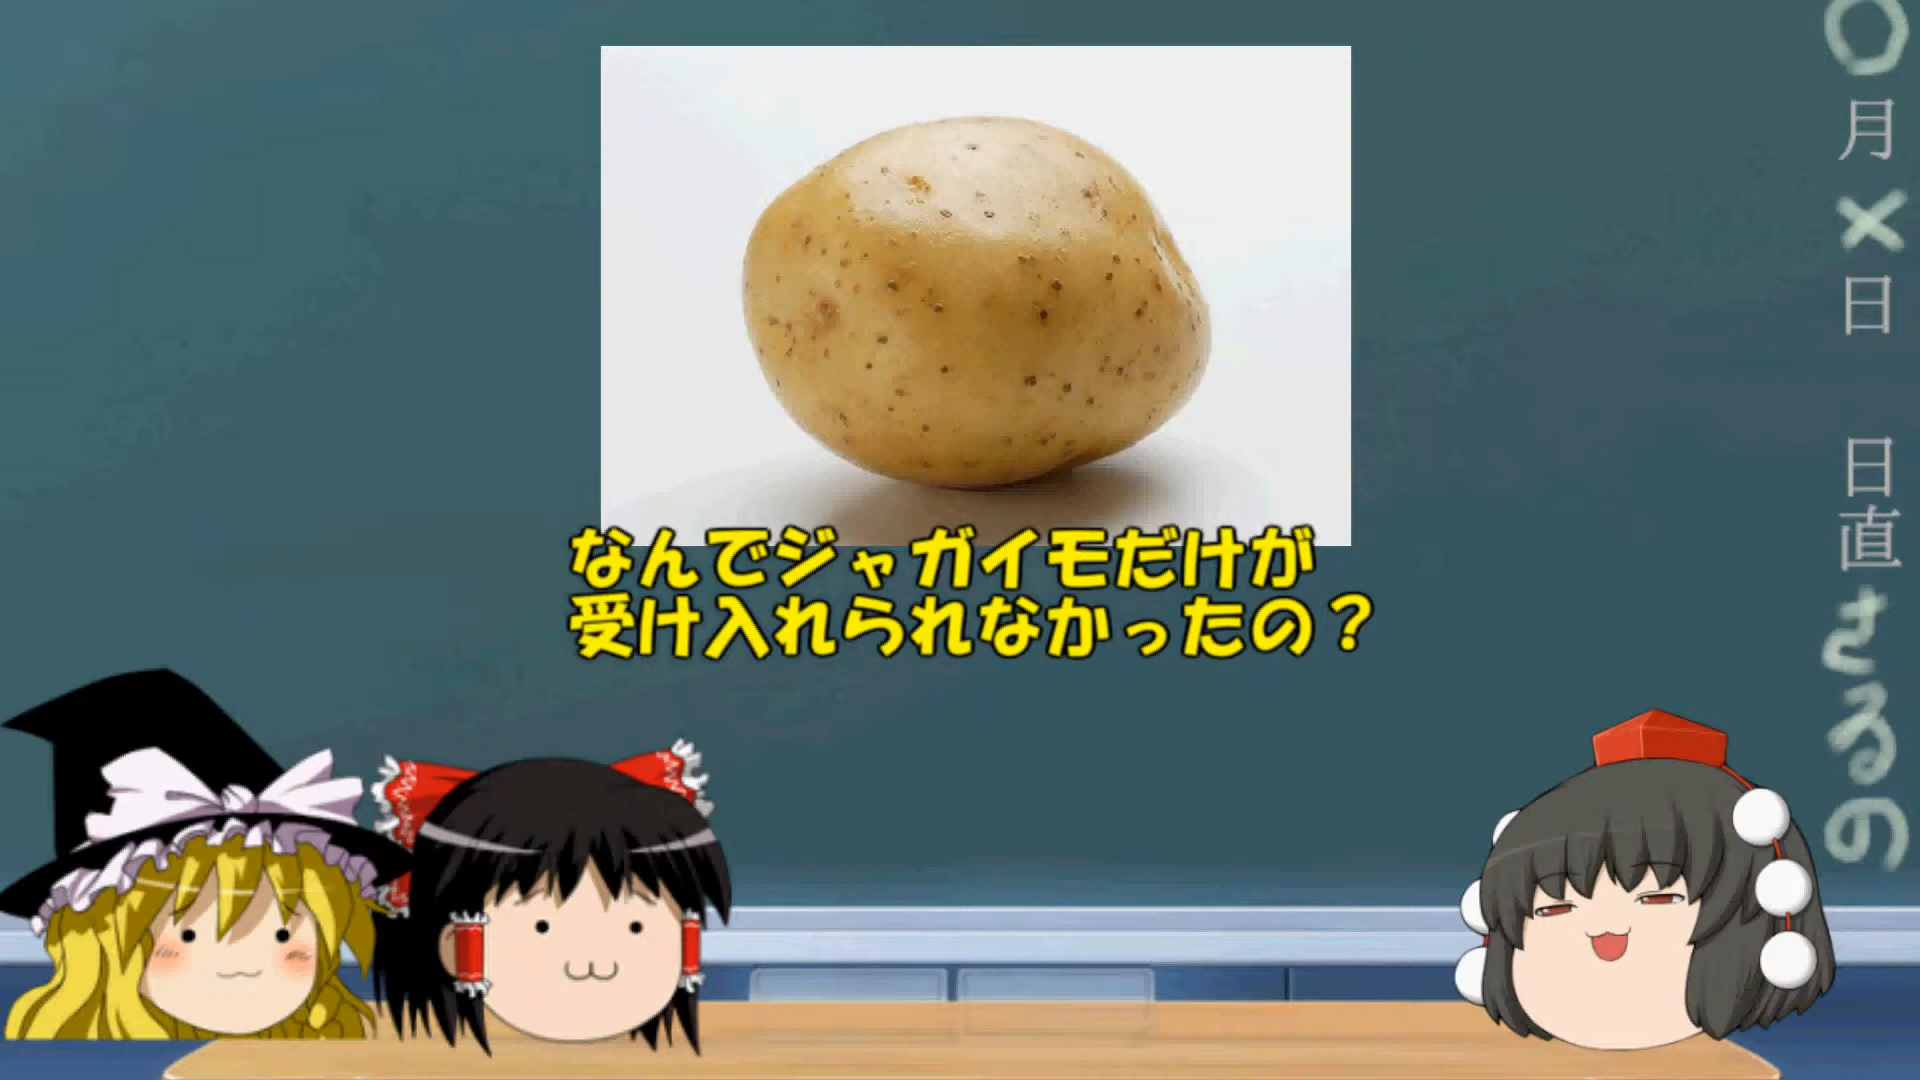 なんでジャガイモだけが
受け入れられなかったの？
〇月×日　日直さるの